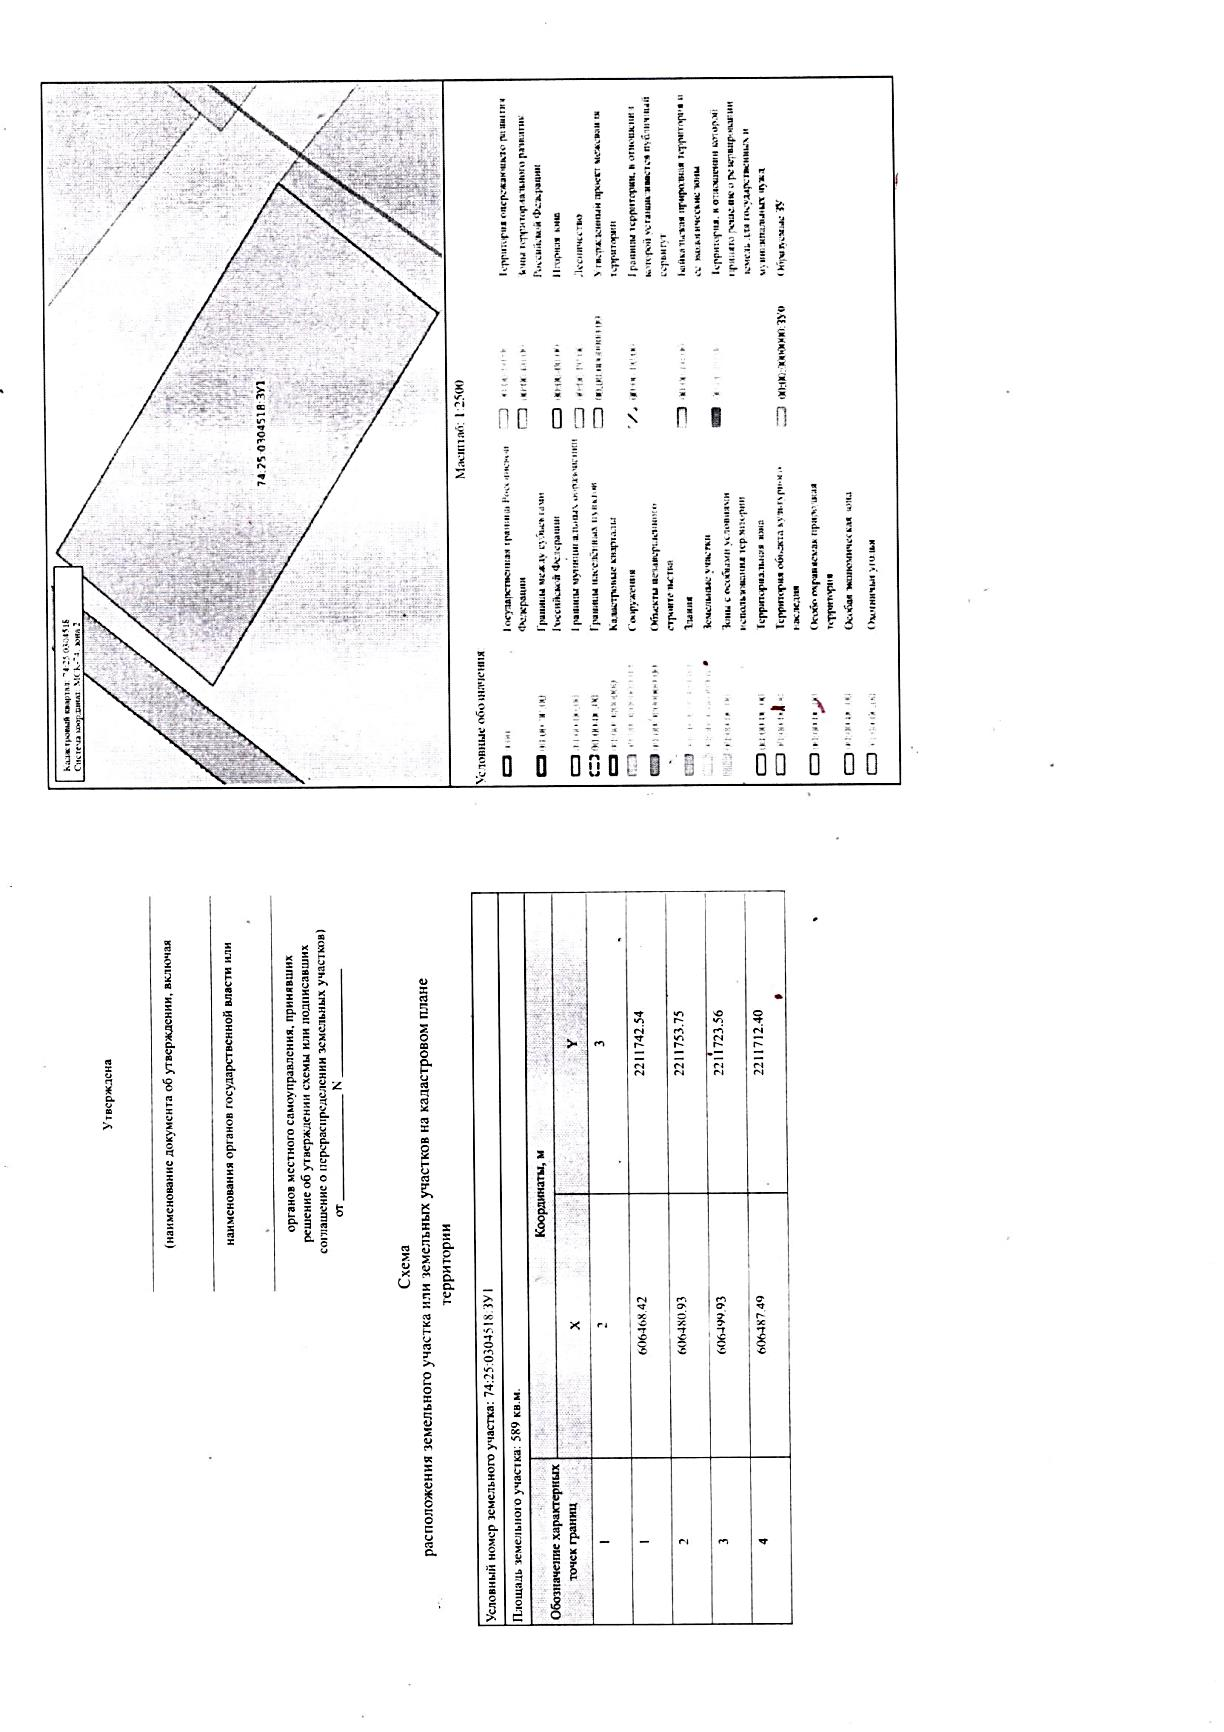 Утверждена
(наименование документа об утверждении, включая
наименования органов государственной власти или
органов местного самоуправления, принявших
решение об утверждении схемы или подписавших
соглашение о перераспределении земельных участков)
от __________ N __________
Схема
расположения земельного участка или земельных участков на кадастровом плане
территории
Условный номер земельного участка: 74:25:0304518:ЗУ1
Площадь земельного участка: 589 кв.м.
Обозначение характерных точек границ
Координаты, м
X Y
1 2 3
1 606468.42 2211742.54
2 606480.93 2211753.75
3 606499.93 2211723.56
4 606487.49 2211712.40
Кадастровый квартал: 74:25:0304518
Система координат: МСК-74, зона 2
74:25:0304518:ЗУ1
Масштаб: 1:2500
Условные обозначения
Государственная граница Российской
Федерации
Границы между субъектами
Российской Федерации
Границы муниципальных образований
Границы населённых пунктов
Кадастровые кварталы
Сооружения
Объекты незавершенного
строительства
Здания
Земельные участки
Зоны с особыми условиями
использования территории
Территориальная зона
Территория объекта культурного
наследия
Особо охраняемая природная
территория
Особая экономическая зона
Охотничьи угодья
Территория опережающего развития
Зоны территориального развития
Российской Федерации
Игорная зона
Лесничество
Утвержденный проект межевания
территории
Границы территории, в отношении
которой устанавливается публичный
сервитут
Байкальская природная территория и
ее экологические зоны
Территория, в отношении которой
принято решение о резервировании
земель для государственных и
муниципальных нужд
00:00:0000000:ЗУ0 Образуемые ЗУ